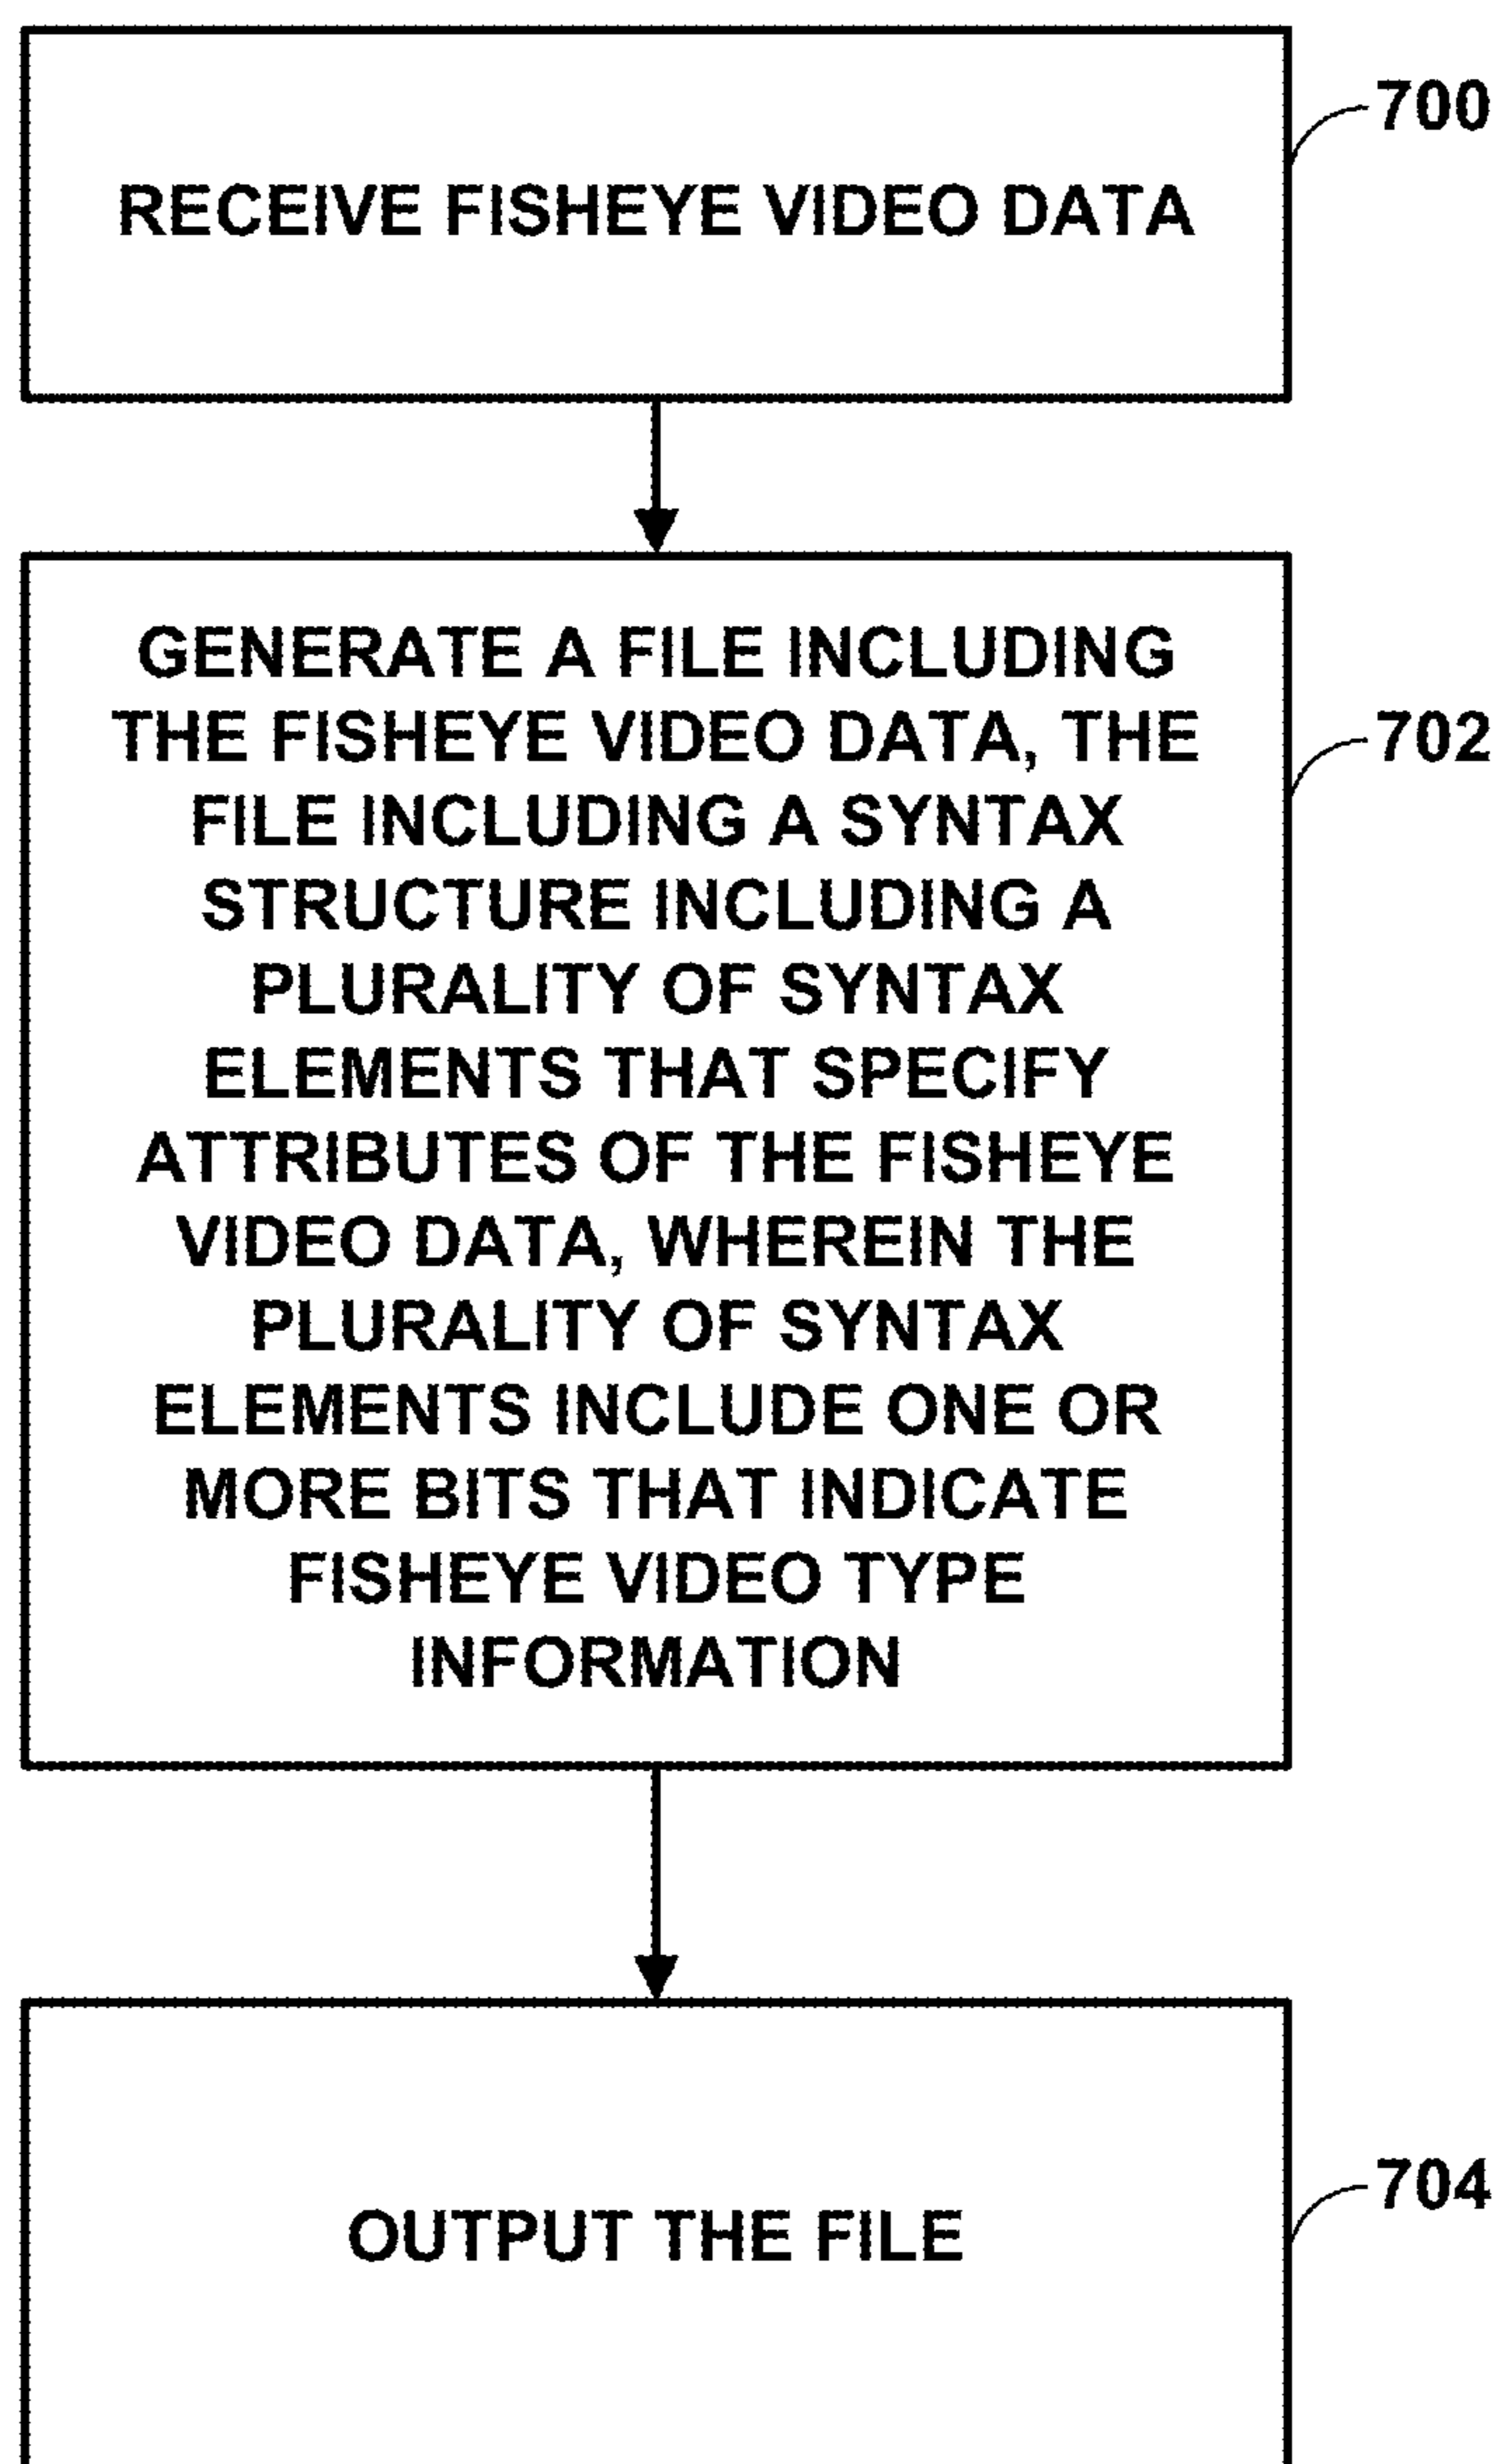 RECEIVE FISHEYE VIDEO DATA
700
GENERATE A FILE INCLUDING
THE FISHEYE VIDEO DATA, THE
FILE INCLUDING A SYNTAX
STRUCTURE INCLUDING A
PLURALITY OF SYNTAX
ELEMENTS THAT SPECIFY
ATTRIBUTES OF THE FISHEYE
VIDEO DATA, WHEREIN THE
PLURALITY OF SYNTAX
ELEMENTS INCLUDE ONE OR
MORE BITS THAT INDICATE
FISHEYE VIDEO TYPE
INFORMATION
702
OUTPUT THE FILE
704